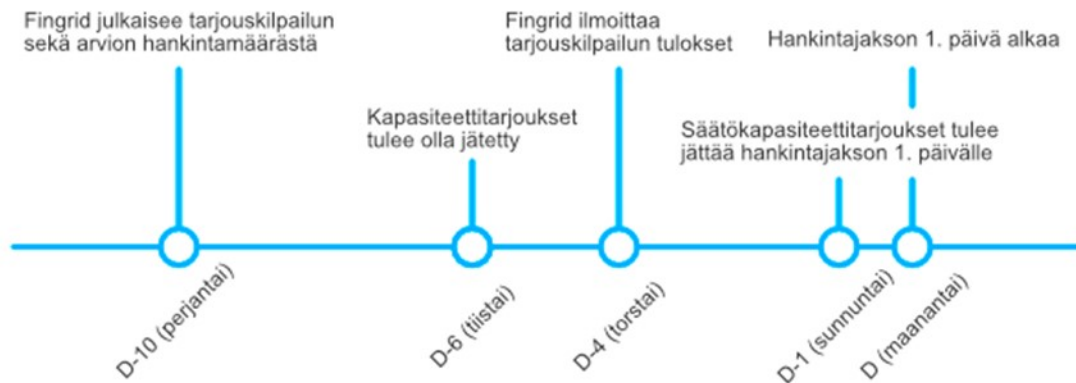 Fingrid julkaisee tarjouskilpailun
sekä arvion hankintamäärästä
Fingrid ilmoittaa
tarjouskilpailun tulokset
Hankintajakson 1. päivä alkaa
Kapasiteettitarjoukset
tulee olla jätetty
Säätökapasiteettitarjoukset tulee
jättää hankintajakson 1. päivälle
D-10 (perjantai)
D-6 (tiistai)
D-4 (torstai)
D-1 (sunnuntai)
D (maanantai)